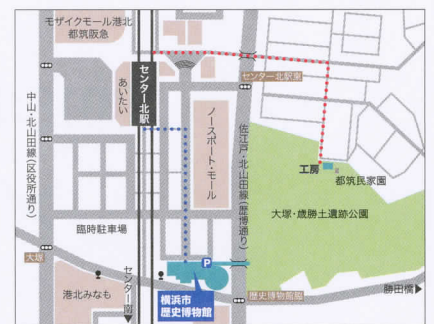 モザイクモール港北
都筑阪急
あいたい
センター北駅
センター北駅東
中山・北山田線(区役所通り)
ノースポート・モール
佐江戸・北山田線(歴博通り)
工房
都筑民家園
大塚・歳勝土遺跡公園
臨時駐車場
大塚
P
センター南
港北みなも
横浜市
歴史博物館
歴史博物館脇
勝田橋